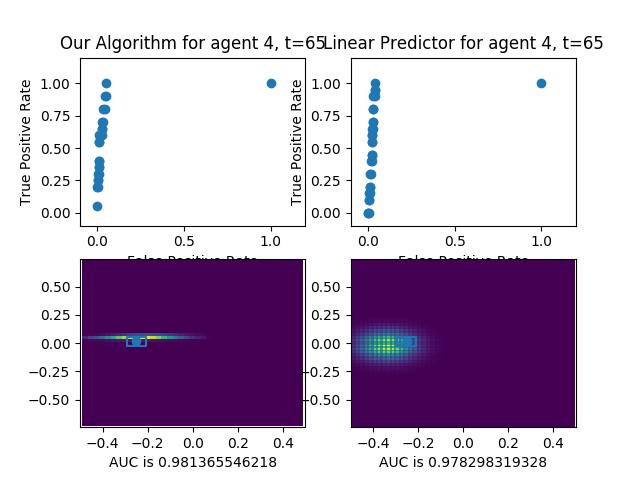 Our Algorithm for agent 4, t=65
Linear Predictor for agent 4, t=65
True Positive Rate
1.00
0.75
0.50
0.25
0.00
0.0 0.5 1.0
False Positive Rate
True Positive Rate
1.00
0.75
0.50
0.25
0.00
0.0 0.5 1.0
False Positive Rate
0.50
0.25
0.00
−0.25
−0.50
−0.4 −0.2 0.0 0.2 0.4
AUC is 0.981365546218
0.50
0.25
0.00
−0.25
−0.50
−0.4 −0.2 0.0 0.2 0.4
AUC is 0.978298319328